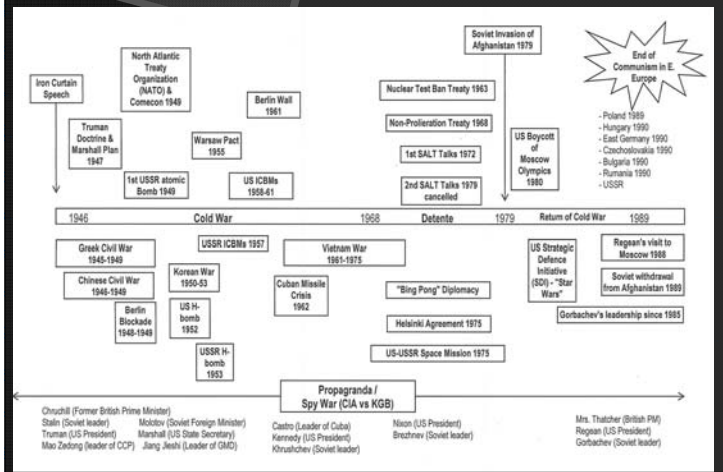 Soviet Invasion of
Afghanistan 1979
End of
Communism in E.
Europe
North Atlantic
Treaty
Organization
(NATO) &
Comecon 1949
Iron Curtain
Speech
Berlin Wall
1961
Nuclear Test Ban Treaty 1963
- Poland 1989
- Hungary 1990
- East Germany 1990
- Czechoslovakia 1990
- Bulgaria 1990
- Rumania 1990
- USSR
Truman
Doctrine &
Marshall Plan
1947
Warsaw Pact
1955
Non-Prolieration Treaty 1968
US Boycott
of
Moscow
Olympics
1980
1st SALT Talks 1972
1st USSR atomic
Bomb 1949
US ICBMs
1958-61
2nd SALT Talks 1979
cancelled
1946 Cold War 1968 Detente 1979 Return of Cold War 1989
Greek Civil War
1945-1949
USSR ICBMs 1957
Vietnam War
1961-1975
US Strategic
Defence
Initiative
(SDI) - "Star
Wars"
Regean's visit to
Moscow 1988
Chinese Civil War
1946-1949
Korean War
1950-53
Cuban Missile
Crisis
1962
"Bing Pong" Diplomacy
Soviet withdrawal
from Afghanistan 1989
Berlin
Blockade
1948-1949
US H-
bomb
1952
Helsinki Agreement 1975
Gorbachev's leadership since 1985
USSR H-
bomb
1953
US-USSR Space Mission 1975
Propagranda /
Spy War (CIA vs KGB)
Chruchill (Former British Prime Minister)
Stalin (Soviet leader) Molotov (Soviet Foreign Minister)
Truman (US President) Marshall (US State Secretary)
Mao Zedong (leader of CCP) Jiang Jieshi (Leader of GMD)
Castro (Leader of Cuba)
Kennedy (US President)
Khrushchev (Soviet leader)
Nixon (US President)
Brezhnev (Soviet leader)
Mrs. Thatcher (British PM)
Regean (US President)
Gorbachev (Soviet leader)